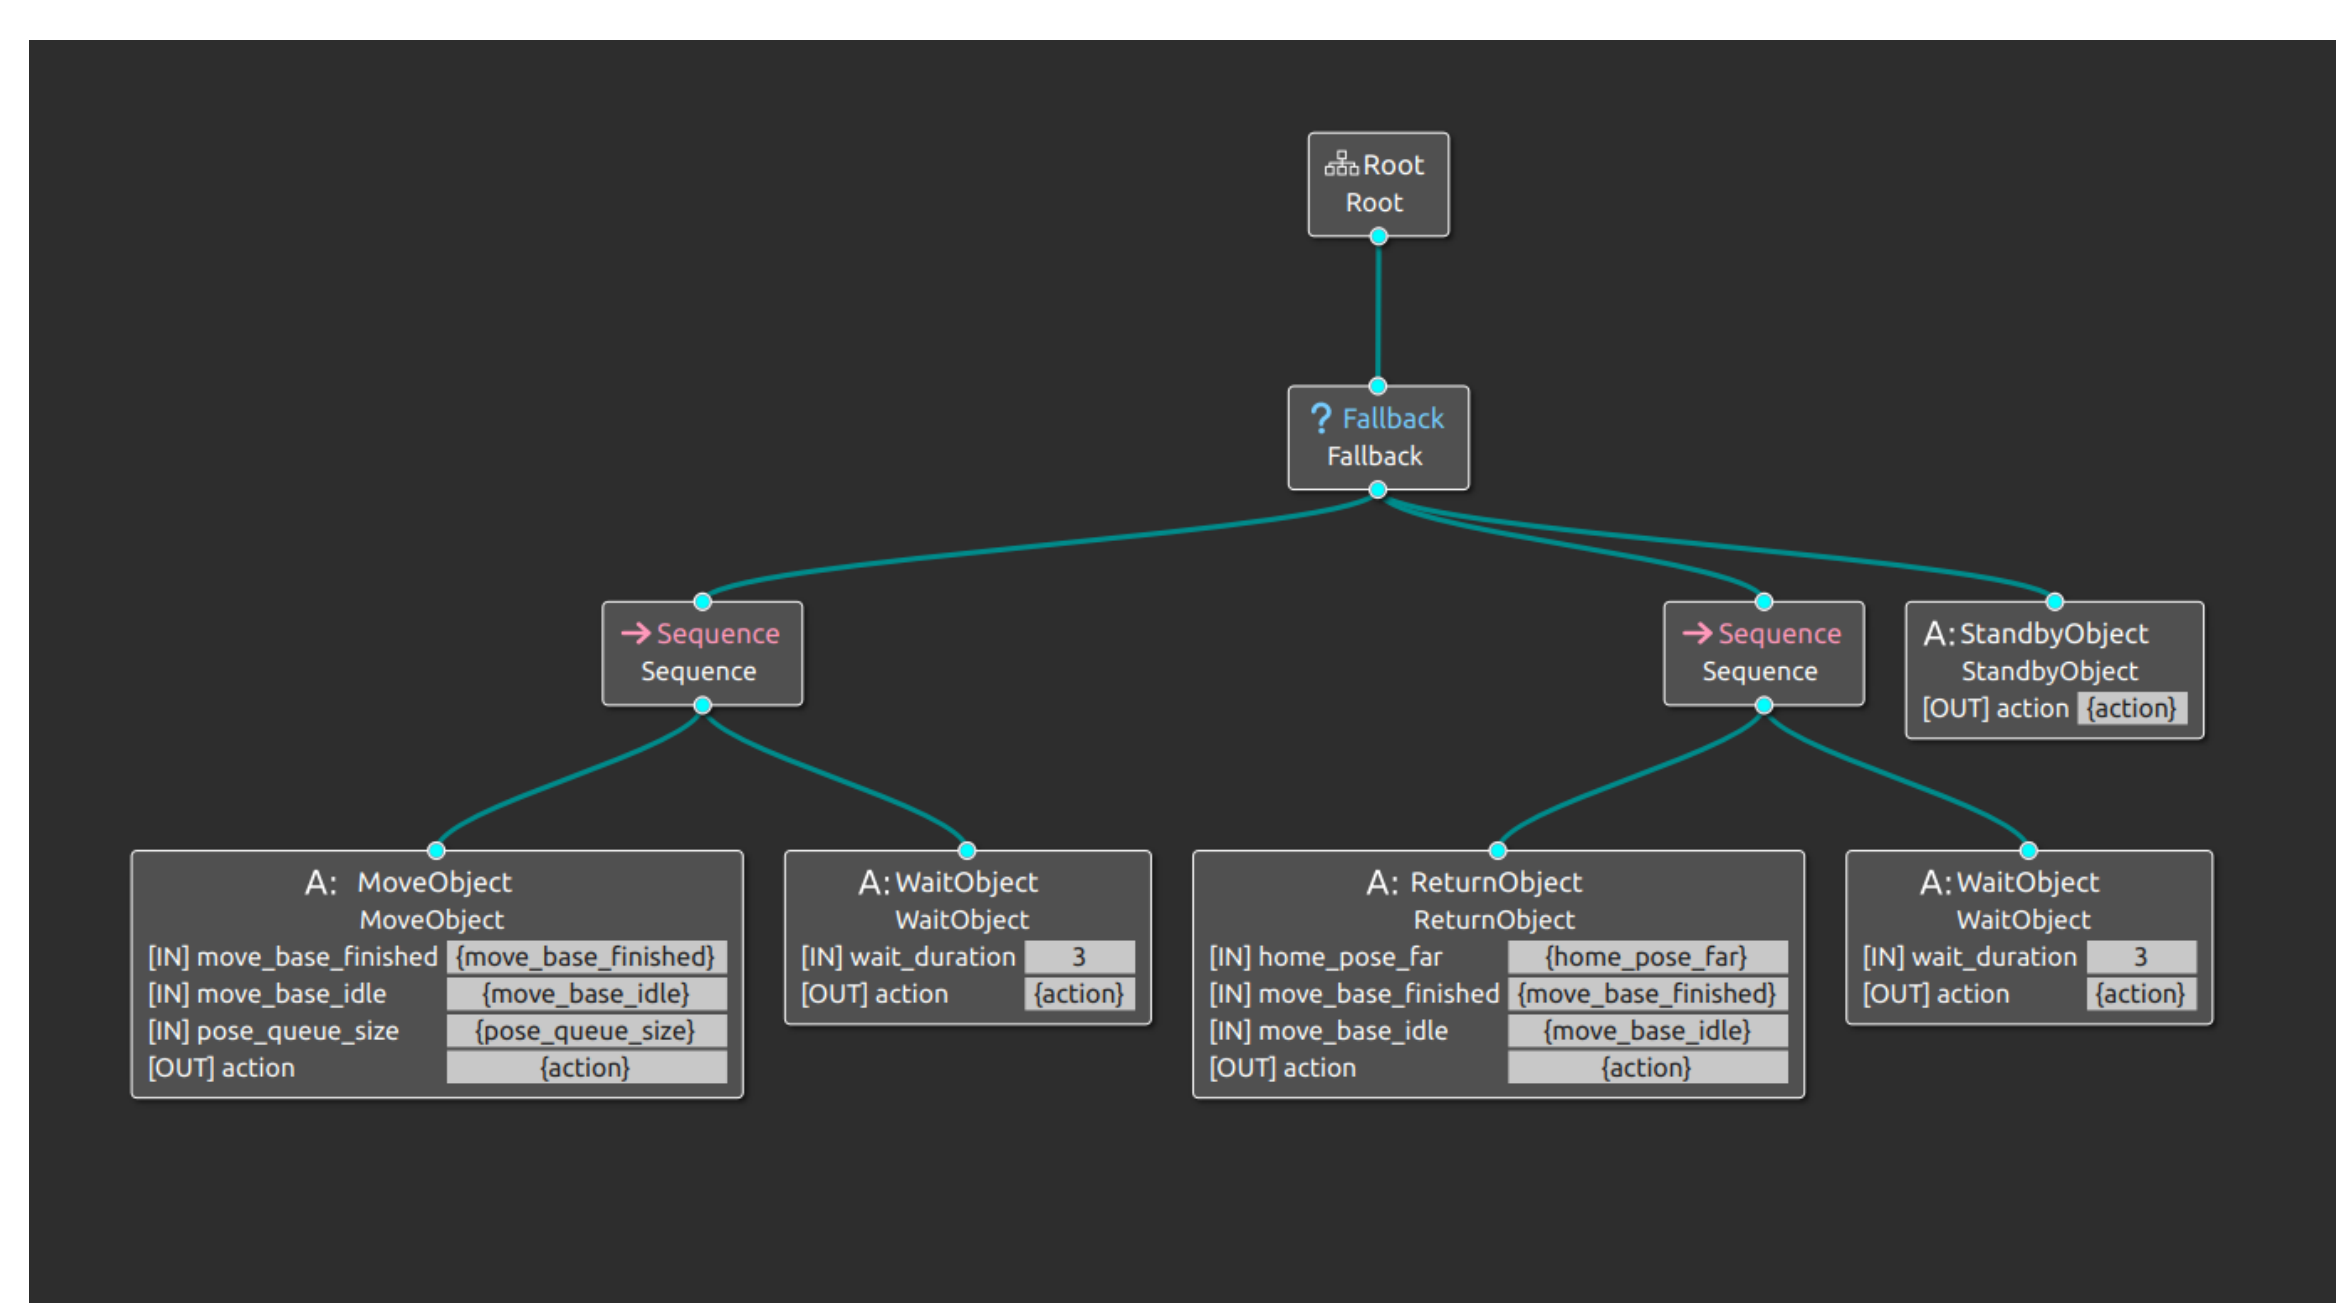 Root
Root
? Fallback
Fallback
Sequence
Sequence
Sequence
Sequence
A: StandbyObject
StandbyObject
[OUT] action {action}
A: MoveObject
MoveObject
[IN] move_base_finished {move_base_finished}
[IN] move_base_idle {move_base_idle}
[IN] pose_queue_size {pose_queue_size}
[OUT] action {action}
A: WaitObject
WaitObject
[IN] wait_duration 3
[OUT] action {action}
A: ReturnObject
ReturnObject
[IN] home_pose_far {home_pose_far}
[IN] move_base_finished {move_base_finished}
[IN] move_base_idle {move_base_idle}
[OUT] action {action}
A: WaitObject
WaitObject
[IN] wait_duration 3
[OUT] action {action}